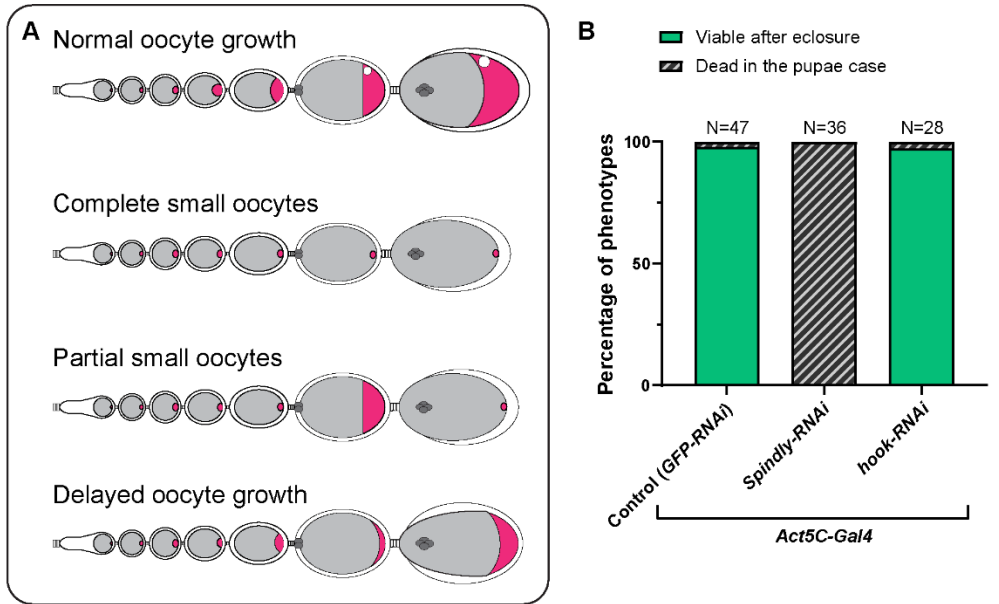 A
Normal oocyte growth
Complete small oocytes
Partial small oocytes
Delayed oocyte growth
B
Viable after eclosure
Dead in the pupae case
N=47
N=36
N=28
Percentage of phenotypes
100
50
0
Control (GFP-RNAi)
Spindly-RNAi
hook-RNAi
Act5C-Gal4